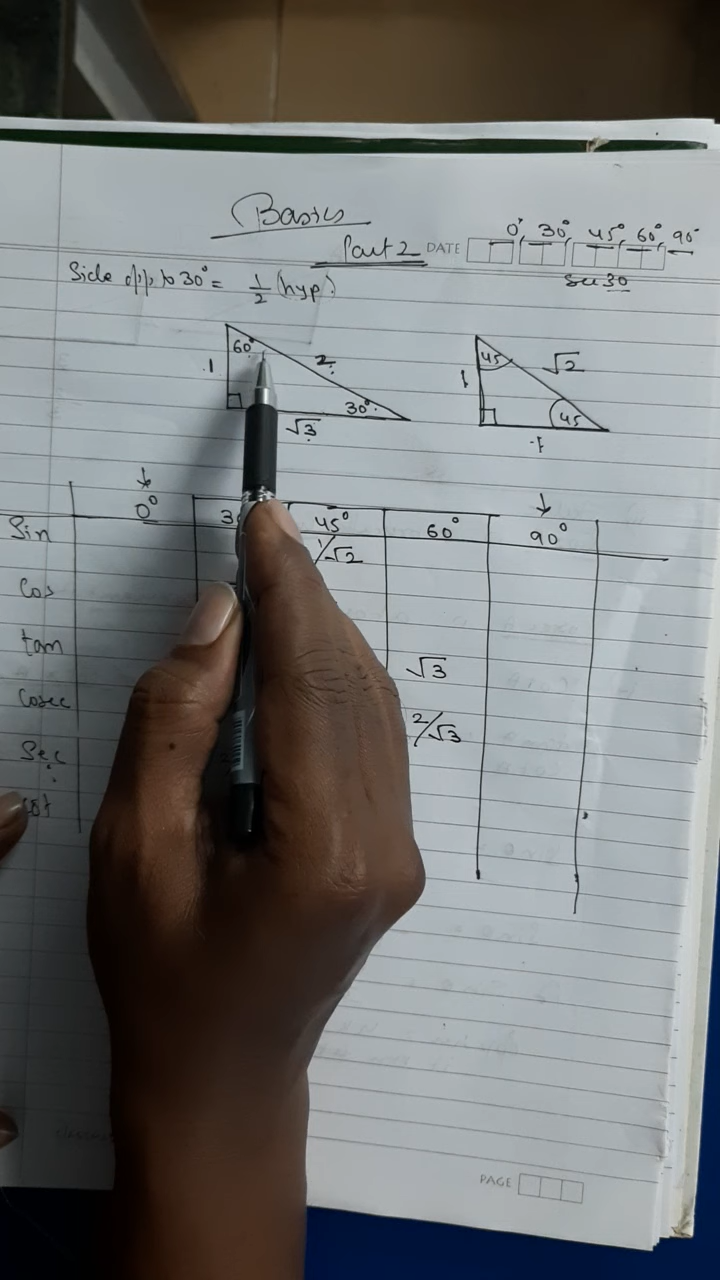 Basics
Part 2 DATE 0°, 30°, 45°, 60°, 90°
Side opp to 30° = 1/2 (hyp)
60°
1
2
30°
√3
45
1
√2
45
1
0° 45° 60° 90°
Sin 1/√2
Cos
tan √3
Cosec 2/√3
Sec
cot
PAGE